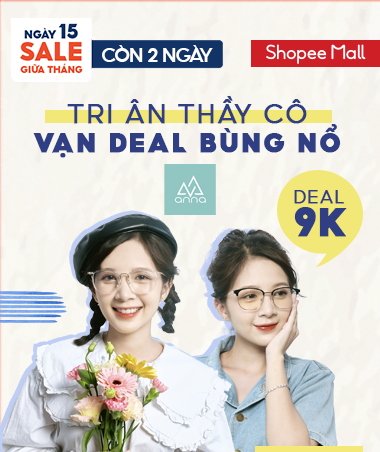 NGÀY 15
SALE
GIỮA THÁNG
CÒN 2 NGÀY
Shopee Mall
TRI ÂN THẦY CÔ
VẠN DEAL BÙNG NỔ
anna
DEAL
9K